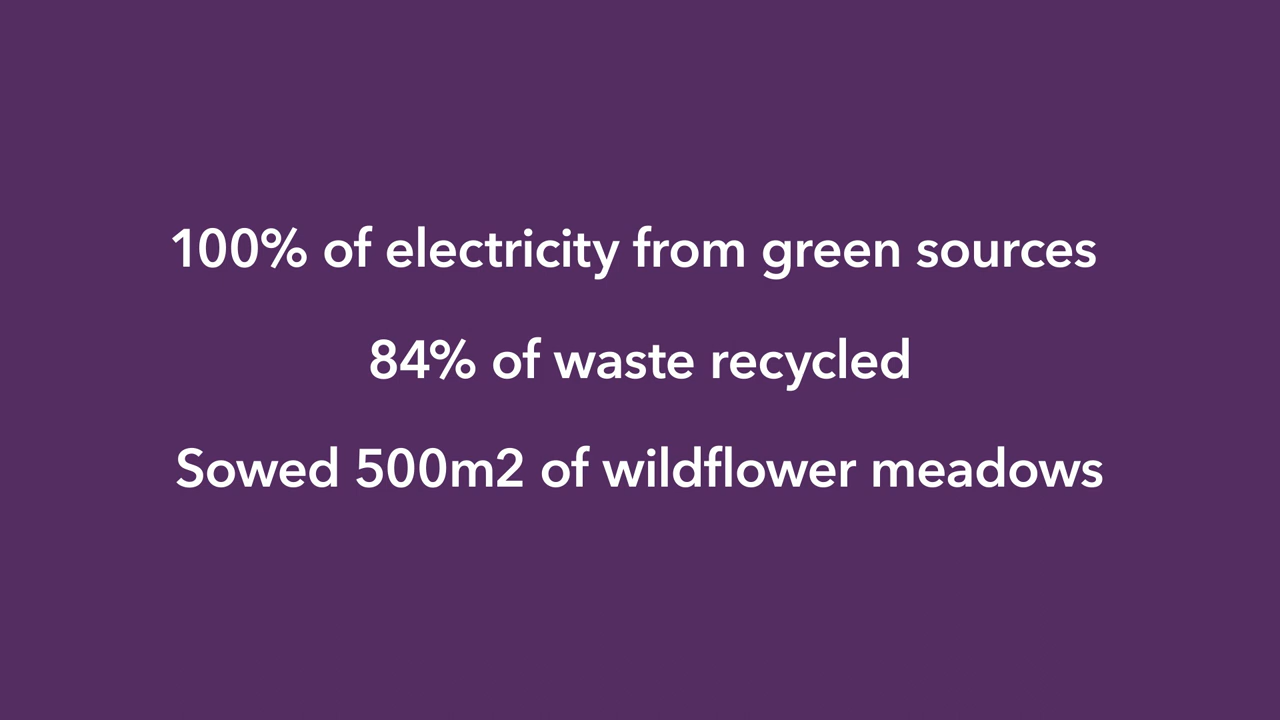 100% of electricity from green sources
84% of waste recycled
Sowed 500m2 of wildflower meadows